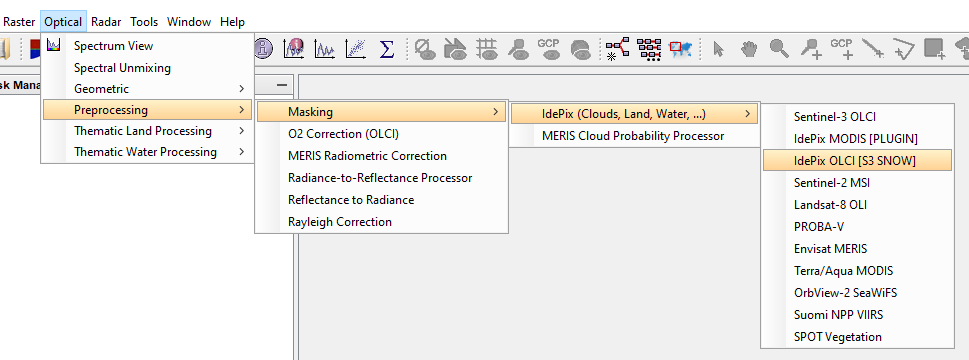 Raster Optical Radar Tools Window Help
GCP GCP
sk Mana
Spectrum View
Spectral Unmixing
Geometric
Preprocessing
Thematic Land Processing
Thematic Water Processing
Masking
O2 Correction (OLCI)
MERIS Radiometric Correction
Radiance-to-Reflectance Processor
Reflectance to Radiance
Rayleigh Correction
IdePix (Clouds, Land, Water, ...)
MERIS Cloud Probability Processor
Sentinel-3 OLCI
IdePix MODIS [PLUGIN]
IdePix OLCI [S3 SNOW]
Sentinel-2 MSI
Landsat-8 OLI
PROBA-V
Envisat MERIS
Terra/Aqua MODIS
OrbView-2 SeaWiFS
Suomi NPP VIIRS
SPOT Vegetation